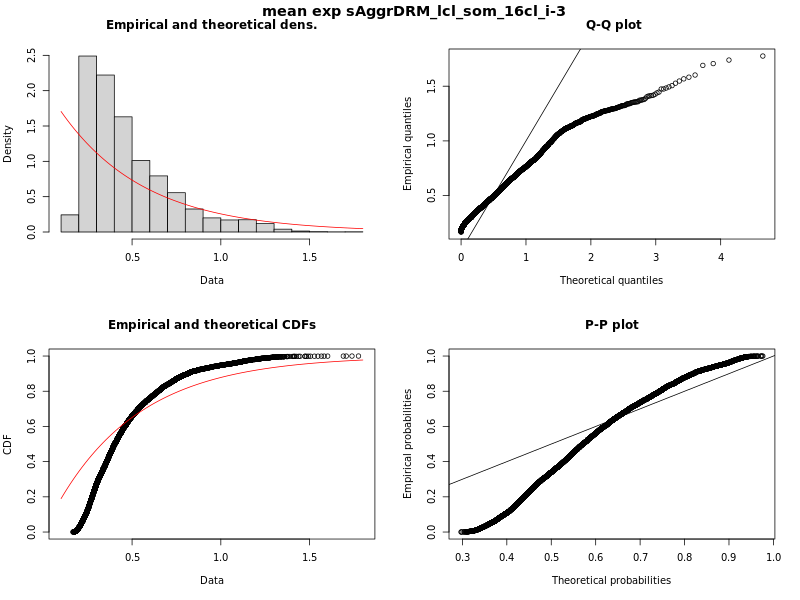 mean exp sAggrDRM_lcl_som_16cl_i-3
Empirical and theoretical dens.
Density
0.0 0.5 1.0 1.5 2.0 2.5
0.5 1.0 1.5
Data
Q-Q plot
Empirical quantiles
0.5 1.0 1.5
0 1 2 3 4
Theoretical quantiles
Empirical and theoretical CDFs
CDF
0.0 0.2 0.4 0.6 0.8 1.0
0.5 1.0 1.5
Data
P-P plot
Empirical probabilities
0.0 0.2 0.4 0.6 0.8 1.0
0.3 0.4 0.5 0.6 0.7 0.8 0.9 1.0
Theoretical probabilities